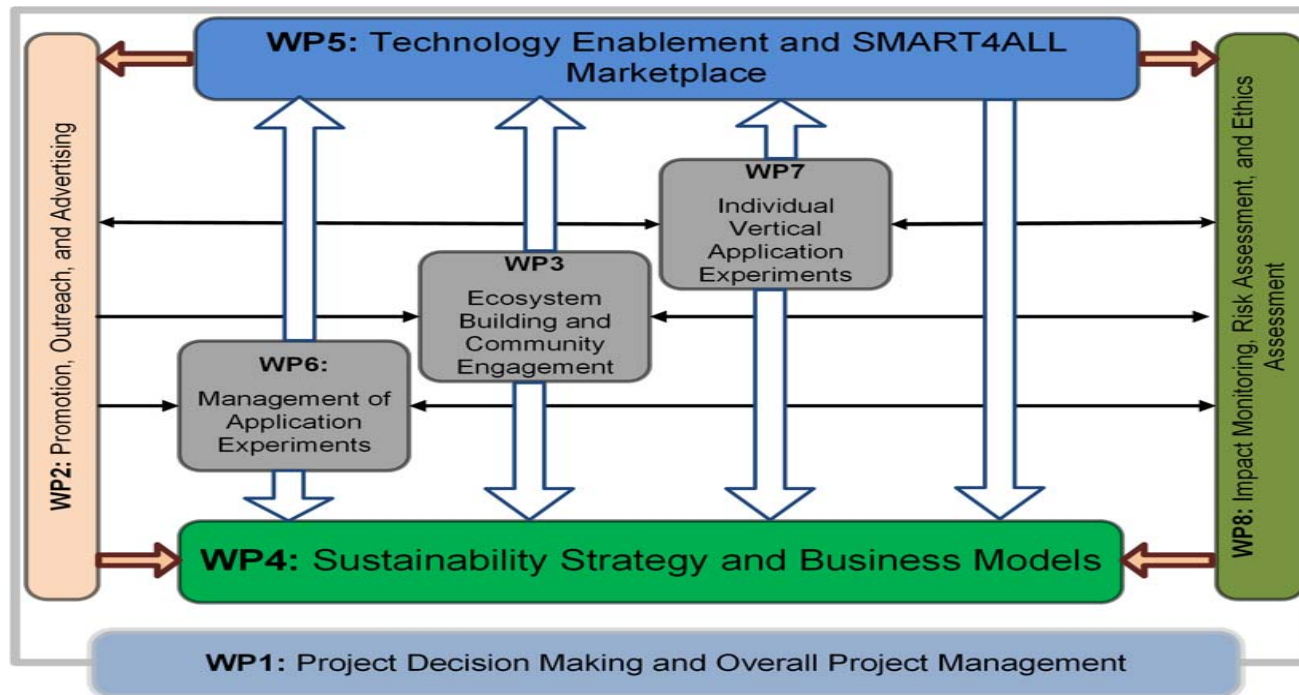 WP5: Technology Enablement and SMART4ALL
Marketplace
WP2: Promotion, Outreach, and Advertising
WP7
Individual
Vertical
Application
Experiments
WP3
Ecosystem
Building and
Community
Engagement
WP6:
Management of
Application
Experiments
WP8: Impact Monitoring, Risk Assessment, and Ethics
Assessment
WP4: Sustainability Strategy and Business Models
WP1: Project Decision Making and Overall Project Management